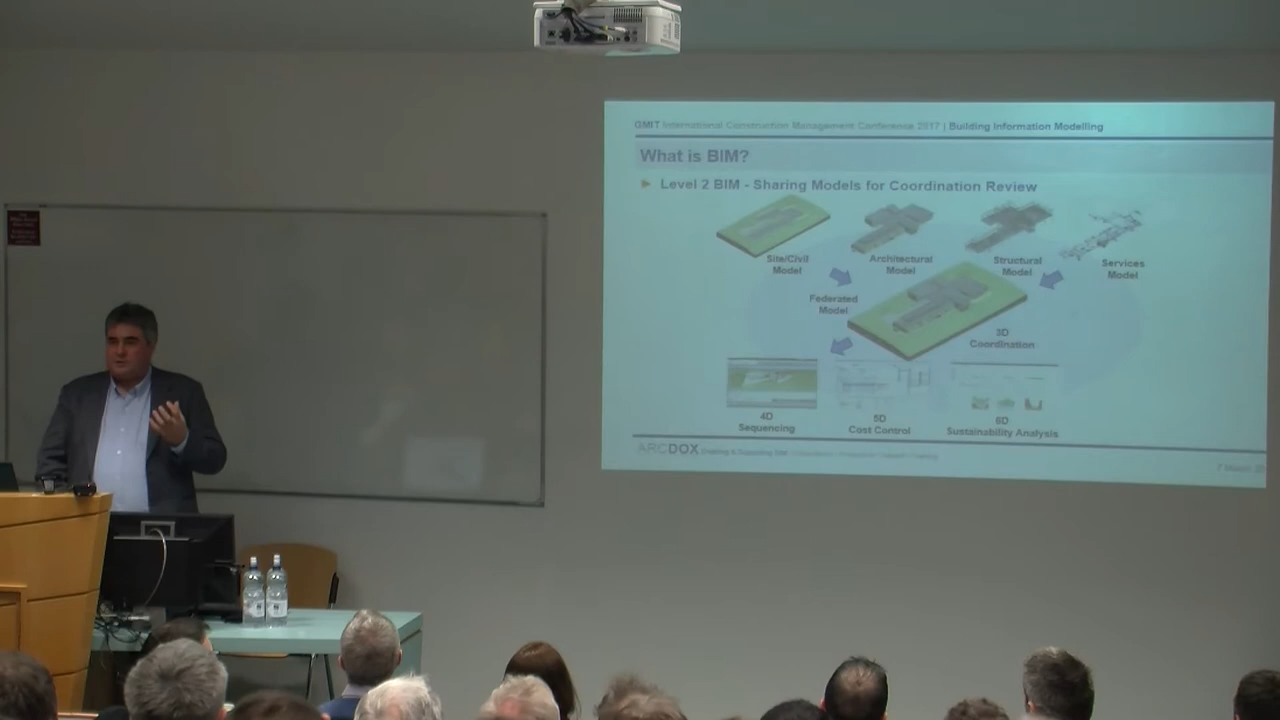 GMIT International Construction Management Conference 2017 | Building Information Modelling
What is BIM?
Level 2 BIM - Sharing Models for Coordination Review
Site/Civil
Model
Architectural
Model
Structural
Model
Services
Model
Federated
Model
3D
Coordination
4D
Sequencing
5D
Cost Control
6D
Sustainability Analysis
ARCDOX
7 March